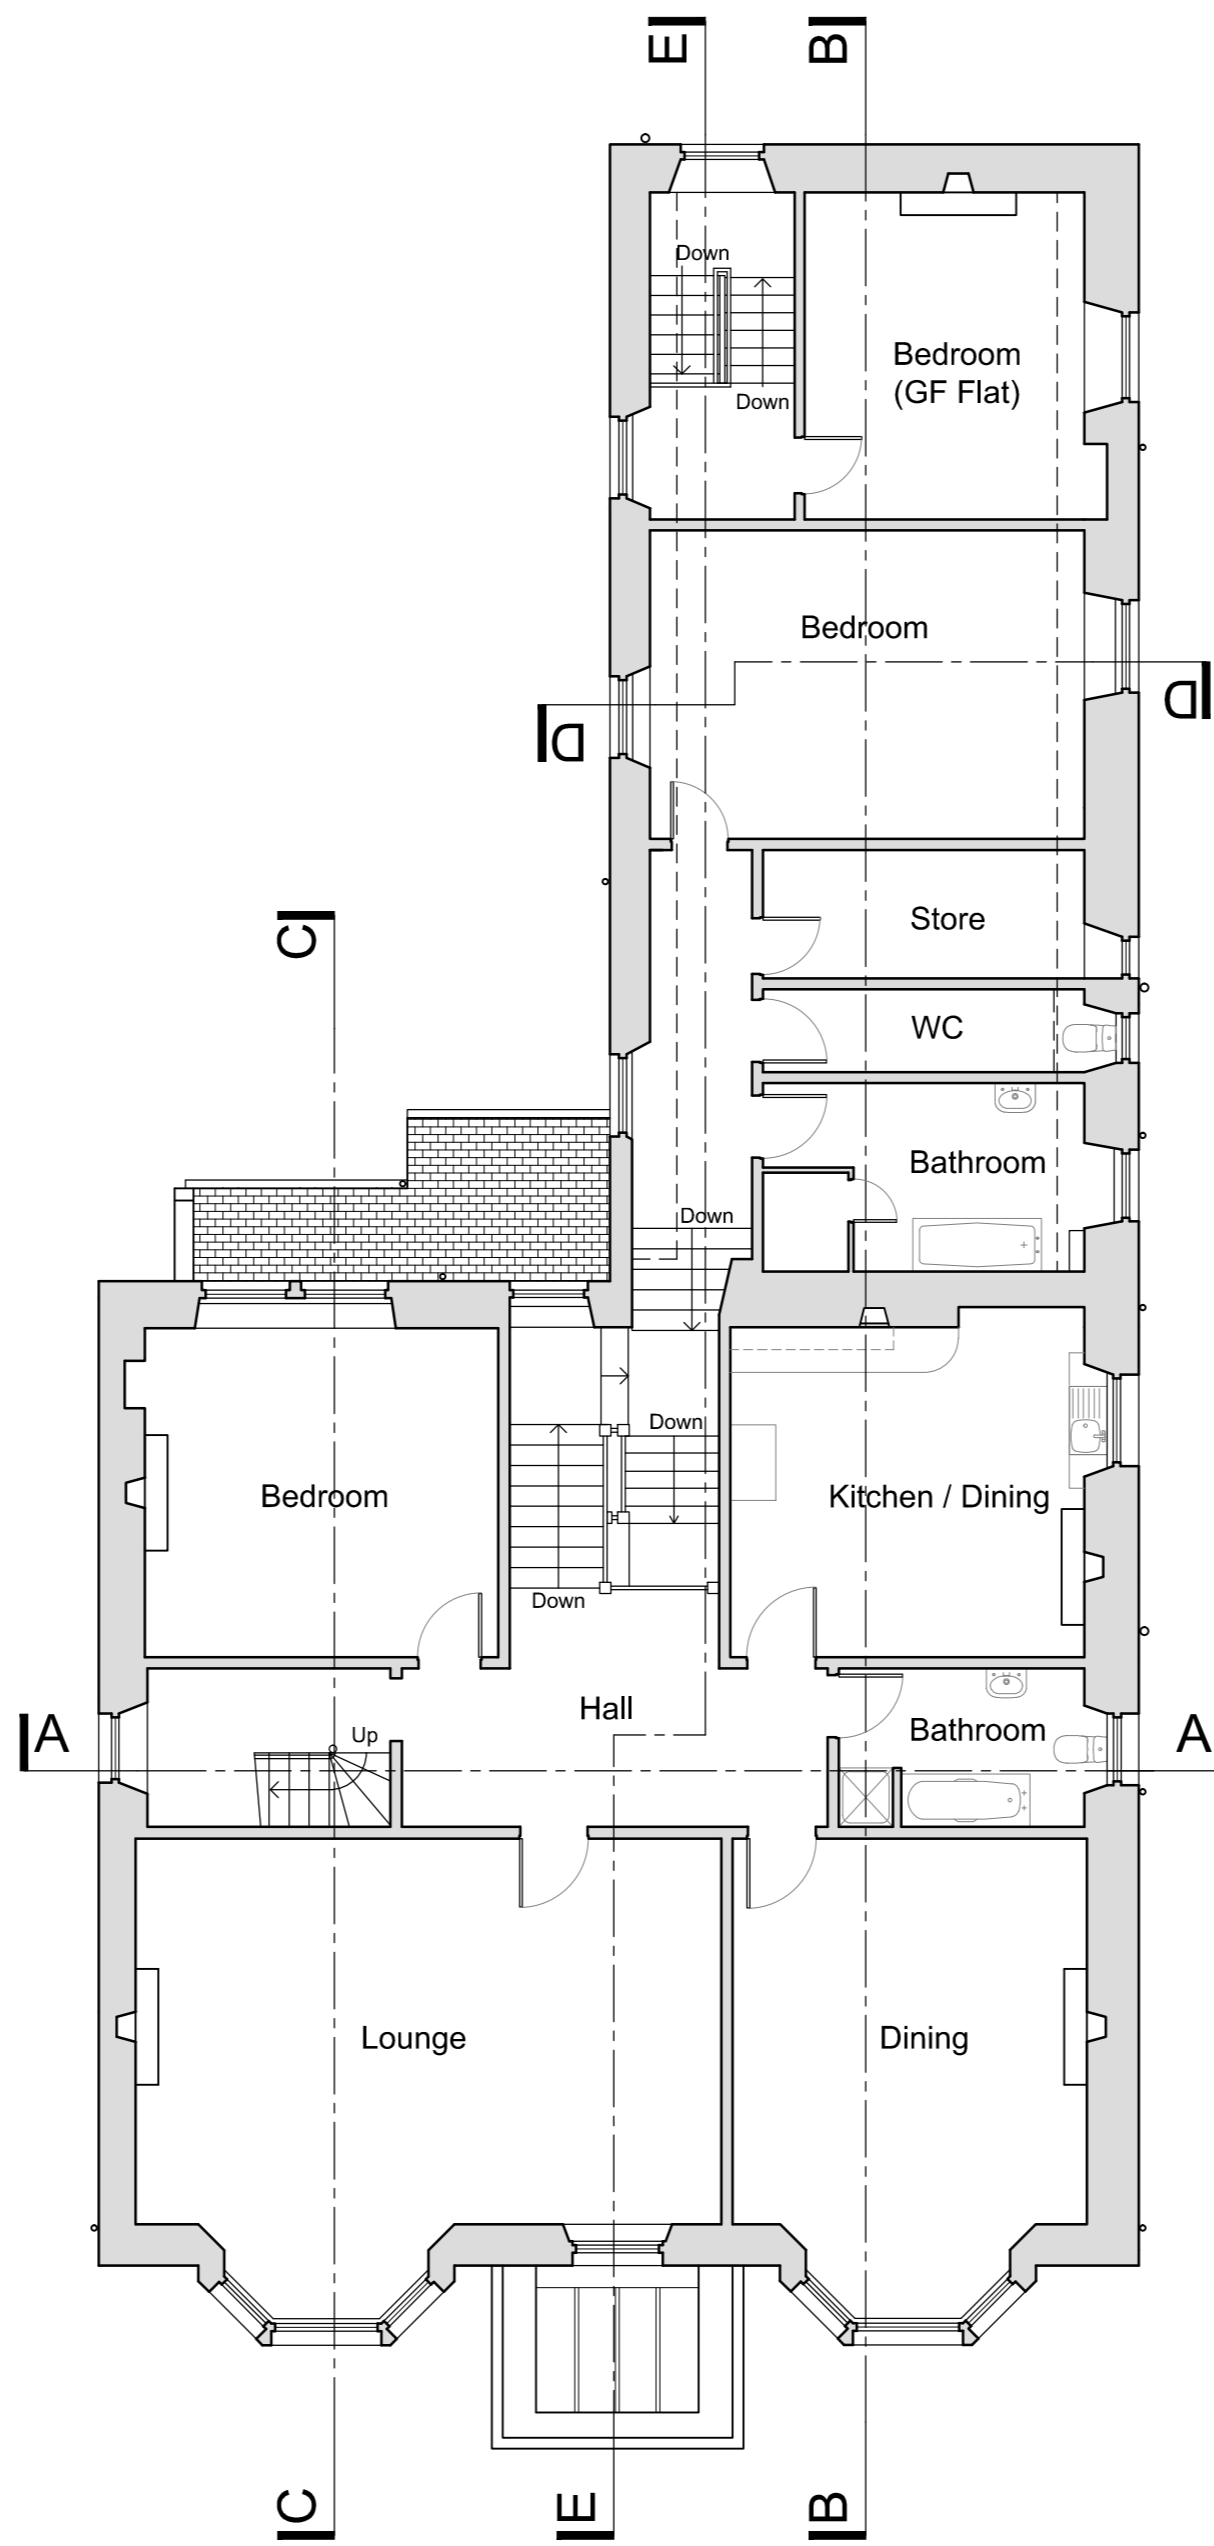 E
B
Down
Bedroom
(GF Flat)
Down
Bedroom
D
D
Store
C
WC
Bathroom
Down
Down
Bedroom
Kitchen / Dining
Down
Hall
Bathroom
A
Up
A
Lounge
Dining
C
E
B